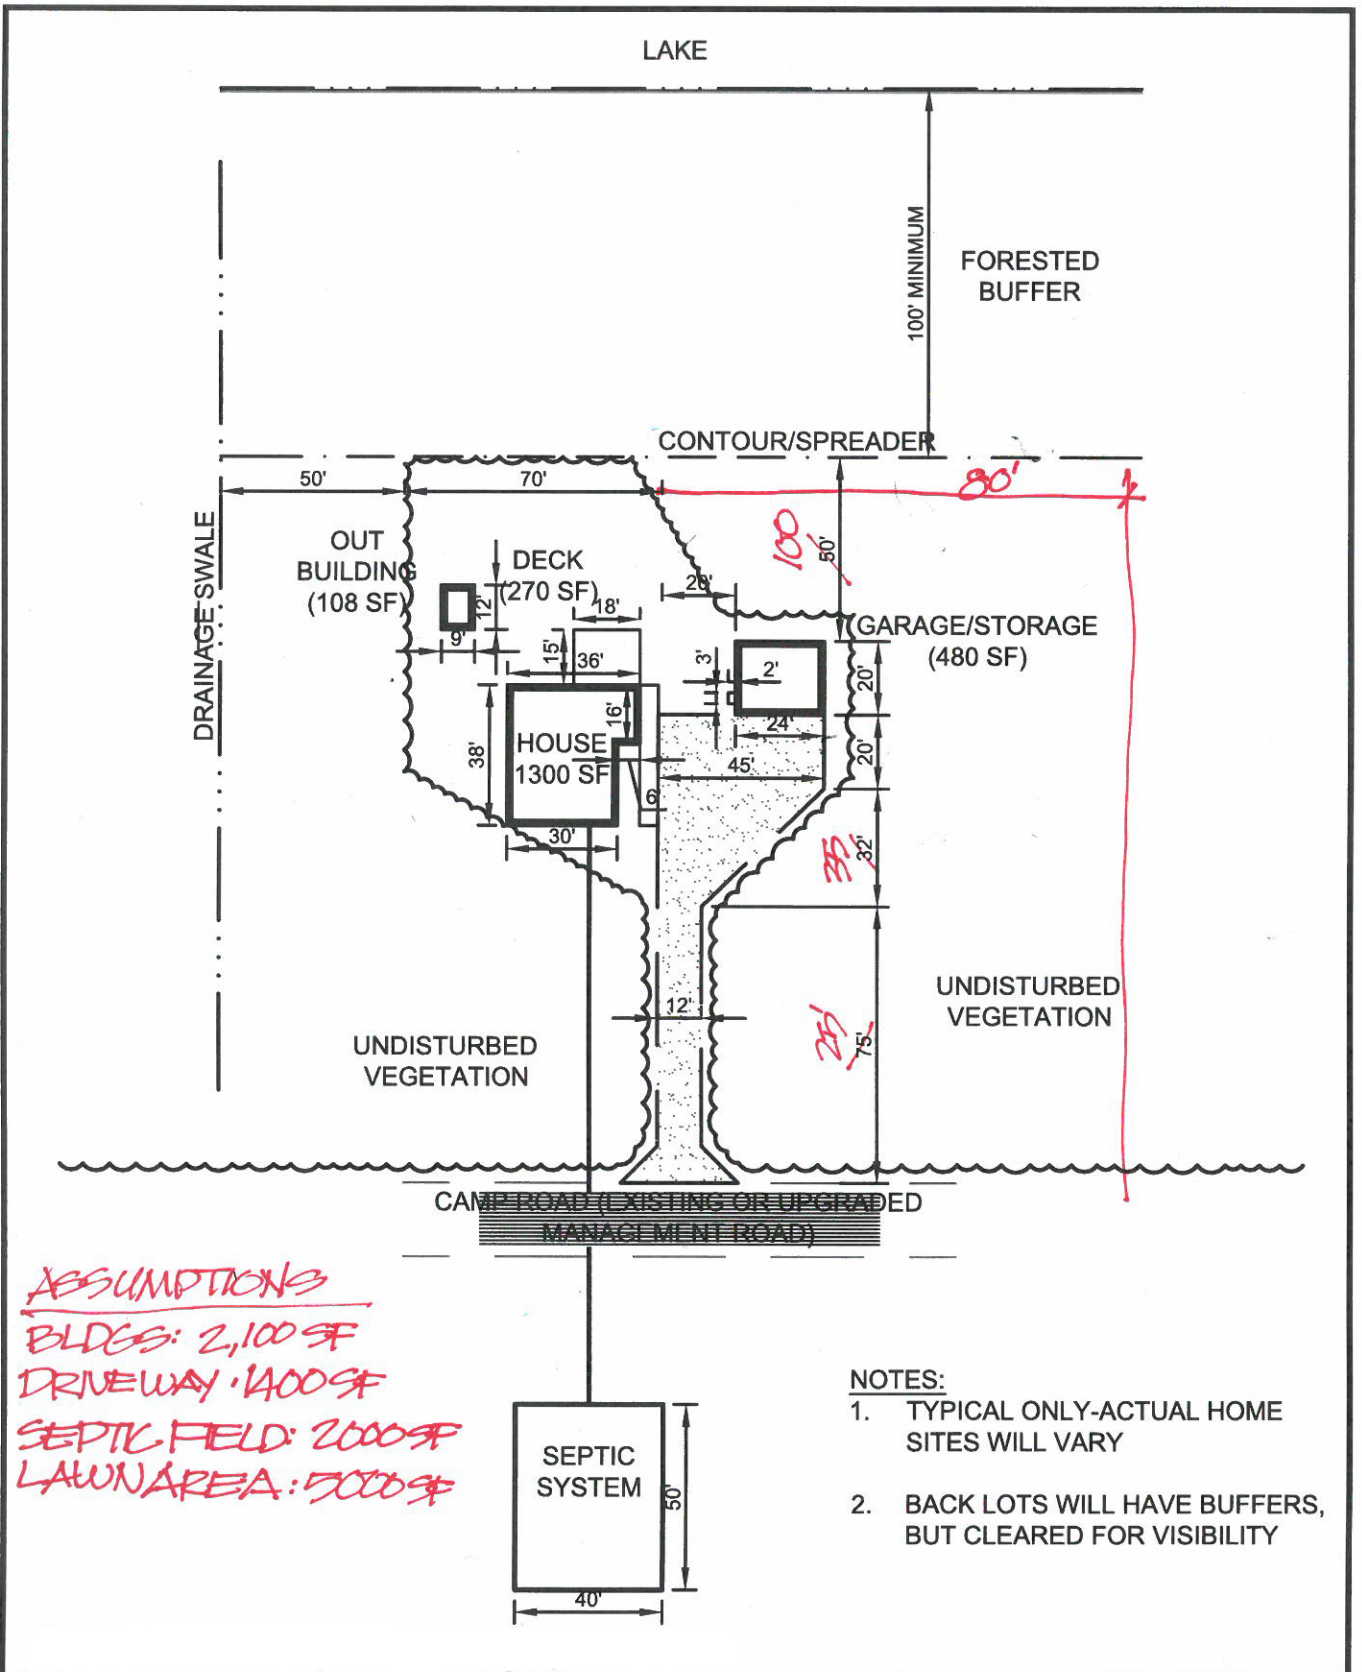 LAKE
100' MINIMUM
FORESTED
BUFFER
CONTOUR/SPREADER
50'
70'
80'
DRAINAGE SWALE
OUT
BUILDING
(108 SF)
12'
9'
DECK
(270 SF)
18'
15'
36'
100
50'
20'
GARAGE/STORAGE
(480 SF)
3'
2'
20'
24'
16'
38'
HOUSE
1300 SF
45'
20'
6'
30'
35'
32'
12'
25'
75'
UNDISTURBED
VEGETATION
UNDISTURBED
VEGETATION
CAMP ROAD (EXISTING OR UPGRADED
MANAGEMENT ROAD)
ASSUMPTIONS
BLDGS: 2,100 SF
DRIVEWAY: 1400 SF
SEPTIC FIELD: 2000 SF
LAWN AREA: 5000 SF
SEPTIC
SYSTEM
50'
40'
NOTES:
1. TYPICAL ONLY-ACTUAL HOME
SITES WILL VARY
2. BACK LOTS WILL HAVE BUFFERS,
BUT CLEARED FOR VISIBILITY